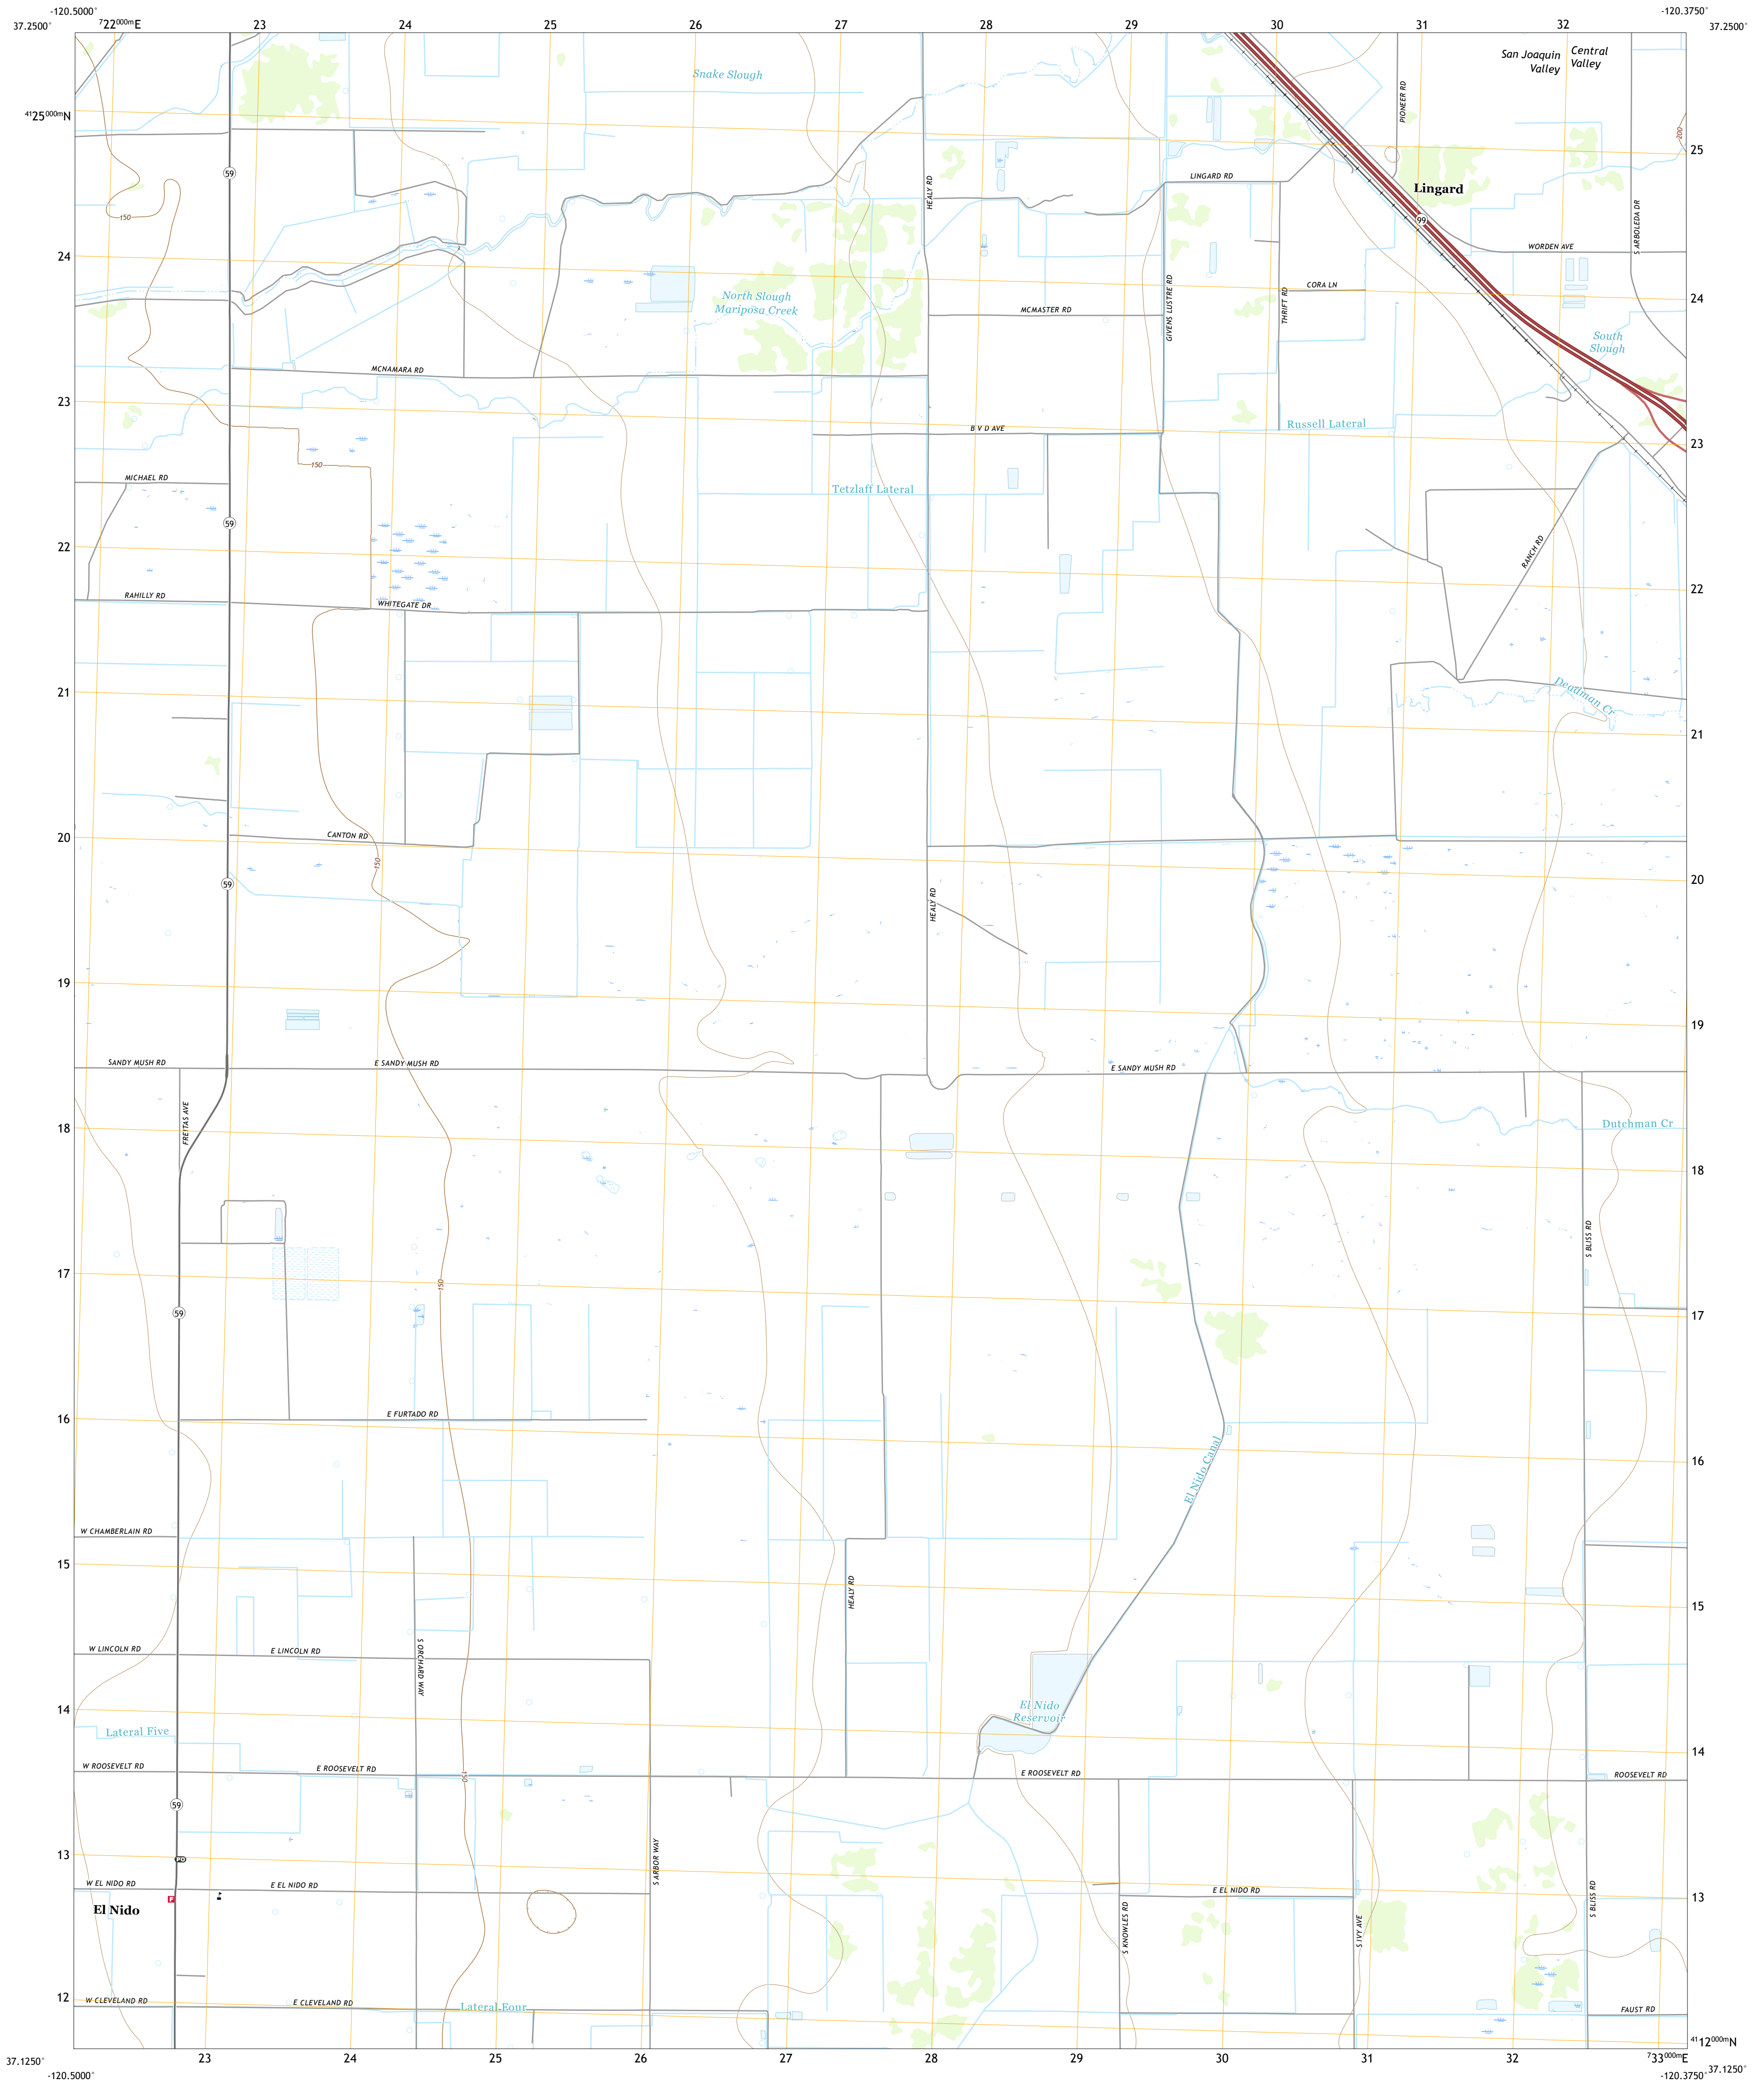 -120.5000°
-120.3750°
37.2500°
⁷22⁰⁰⁰ᵐE
23
24
25
26
27
28
29
30
31
32
37.2500°
San Joaquin
Valley
Central
Valley
Snake Slough
PIONEER RD
⁴¹25⁰⁰⁰ᵐN
200
25
59
LINGARD RD
Lingard
HEALY RD
150
99
S ARBOLEDA DR
WORDEN AVE
24
GIVENS LUSTRE RD
THRIFT RD
CORA LN
North Slough
Mariposa Creek
24
MCMASTER RD
South
Slough
MCNAMARA RD
23
Russell Lateral
B V D AVE
23
150
MICHAEL RD
Tetzlaff Lateral
59
22
RANCH RD
22
RAHILLY RD
WHITEGATE DR
21
Deadman Cr
21
20
CANTON RD
150
59
20
HEALY RD
19
19
SANDY MUSH RD
E SANDY MUSH RD
E SANDY MUSH RD
FREITAS AVE
18
Dutchman Cr
18
S BLISS RD
17
150
59
17
16
E FURTADO RD
El Nido Canal
16
W CHAMBERLAIN RD
15
HEALY RD
15
W LINCOLN RD
E LINCOLN RD
S ORCHARD WAY
14
El Nido
Reservoir
Lateral Five
14
W ROOSEVELT RD
E ROOSEVELT RD
150
E ROOSEVELT RD
ROOSEVELT RD
59
13
PO
S ARBOR WAY
W EL NIDO RD
E EL NIDO RD
E EL NIDO RD
13
F
El Nido
S KNOWLES RD
S IVY AVE
S BLISS RD
12
W CLEVELAND RD
E CLEVELAND RD
Lateral Four
FAUST RD
⁴¹12⁰⁰⁰ᵐN
37.1250°
23
24
25
26
27
28
29
30
31
32
⁷33⁰⁰⁰ᵐE
37.1250°
-120.5000°
-120.3750°